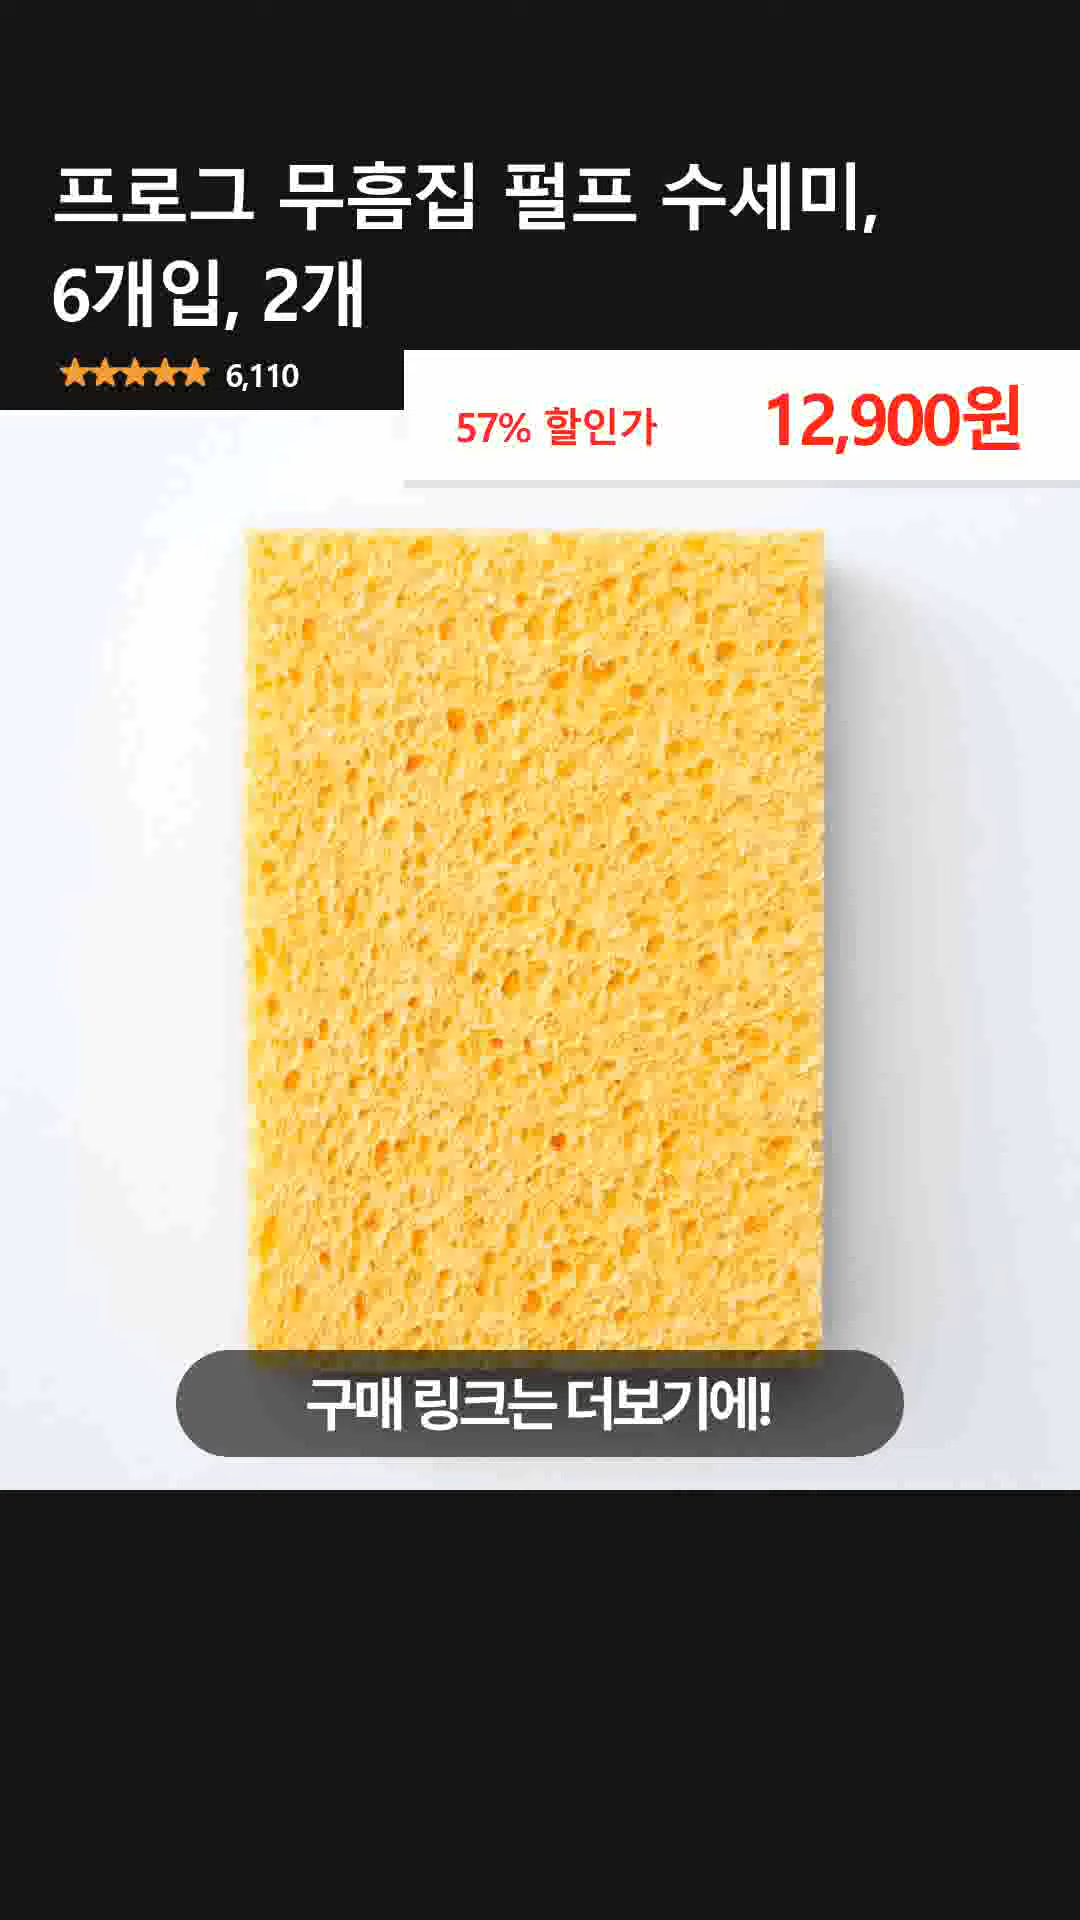 프로그 무흠집 펄프 수세미,
6개입, 2개
★★★★★ 6,110
57% 할인가 12,900원
구매 링크는 더보기에!